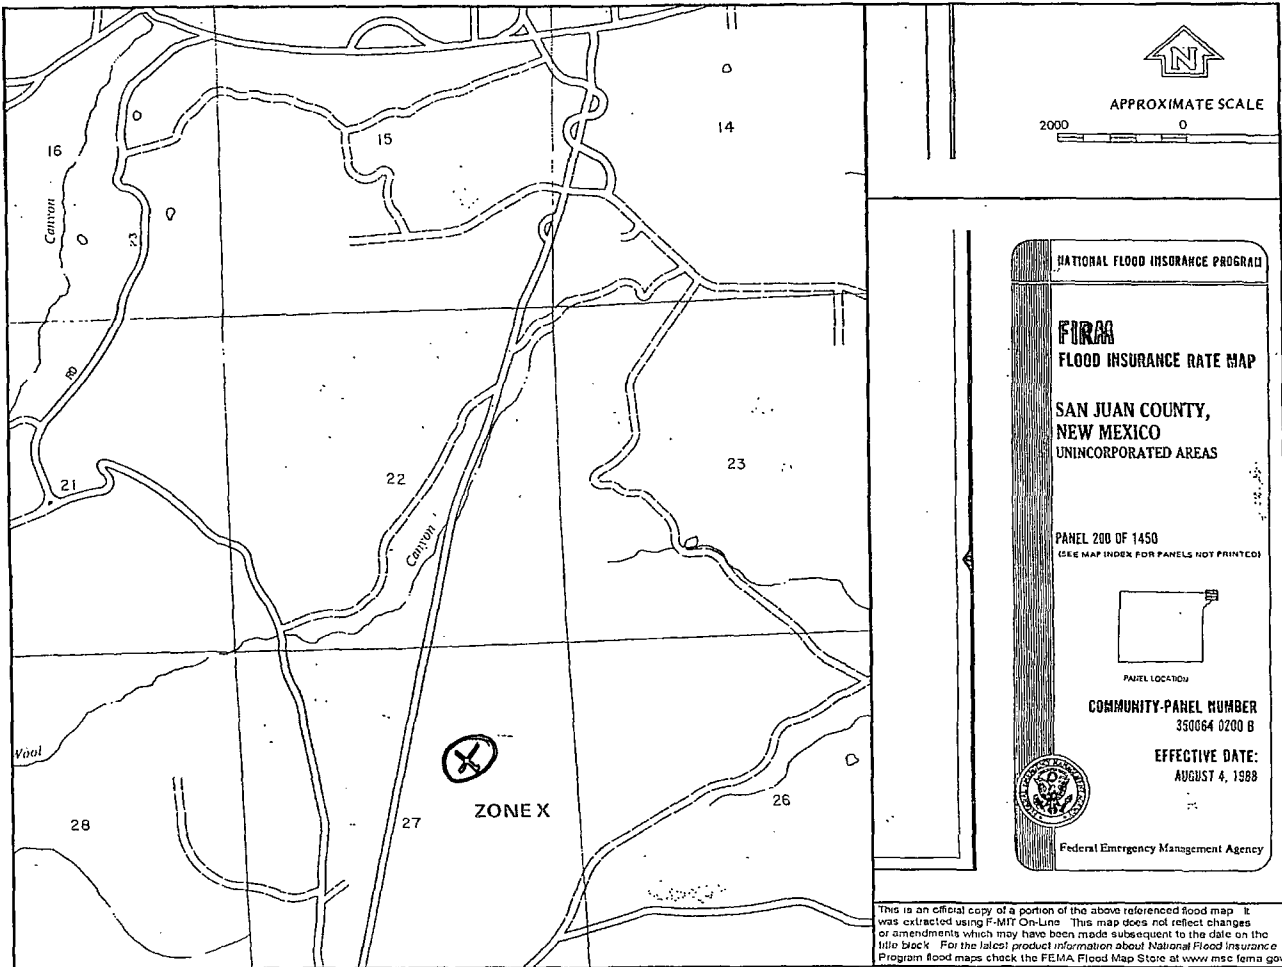 N
APPROXIMATE SCALE
2000 0
14
15
16
Canyon
23
RD
NATIONAL FLOOD INSURANCE PROGRAM
FIRM
FLOOD INSURANCE RATE MAP
SAN JUAN COUNTY,
NEW MEXICO
UNINCORPORATED AREAS
21
22
23
Canyon
PANEL 200 OF 1450
(SEE MAP INDEX FOR PANELS NOT PRINTED)
PANEL LOCATION
COMMUNITY-PANEL NUMBER
350064 0200 B
EFFECTIVE DATE:
AUGUST 4, 1988
Federal Emergency Management Agency
Wool
X
ZONE X
26
27
28
This is an official copy of a portion of the above referenced flood map It
was extracted using F-MIT On-Line This map does not reflect changes
or amendments which may have been made subsequent to the date on the
title block For the latest product information about National Flood Insurance
Program flood maps check the FEMA Flood Map Store at www msc fema gov